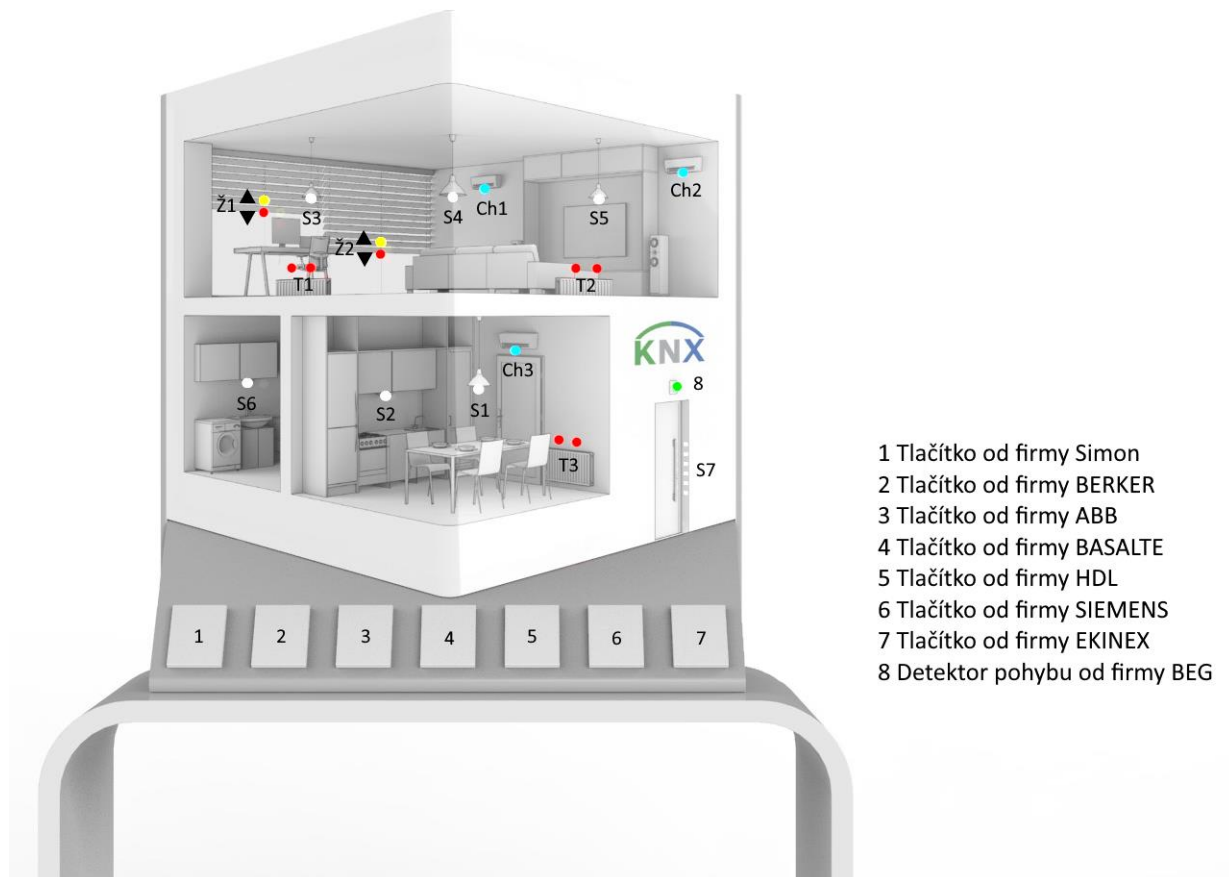 Ž1
S3
S4
Ch1
S5
Ch2
Ž2
T1
T2
KNX
8
Ch3
S6
S2
S1
T3
S7
1 Tlačítko od firmy Simon
2 Tlačítko od firmy BERKER
3 Tlačítko od firmy ABB
4 Tlačítko od firmy BASALTE
5 Tlačítko od firmy HDL
6 Tlačítko od firmy SIEMENS
7 Tlačítko od firmy EKINEX
8 Detektor pohybu od firmy BEG
1 2 3 4 5 6 7